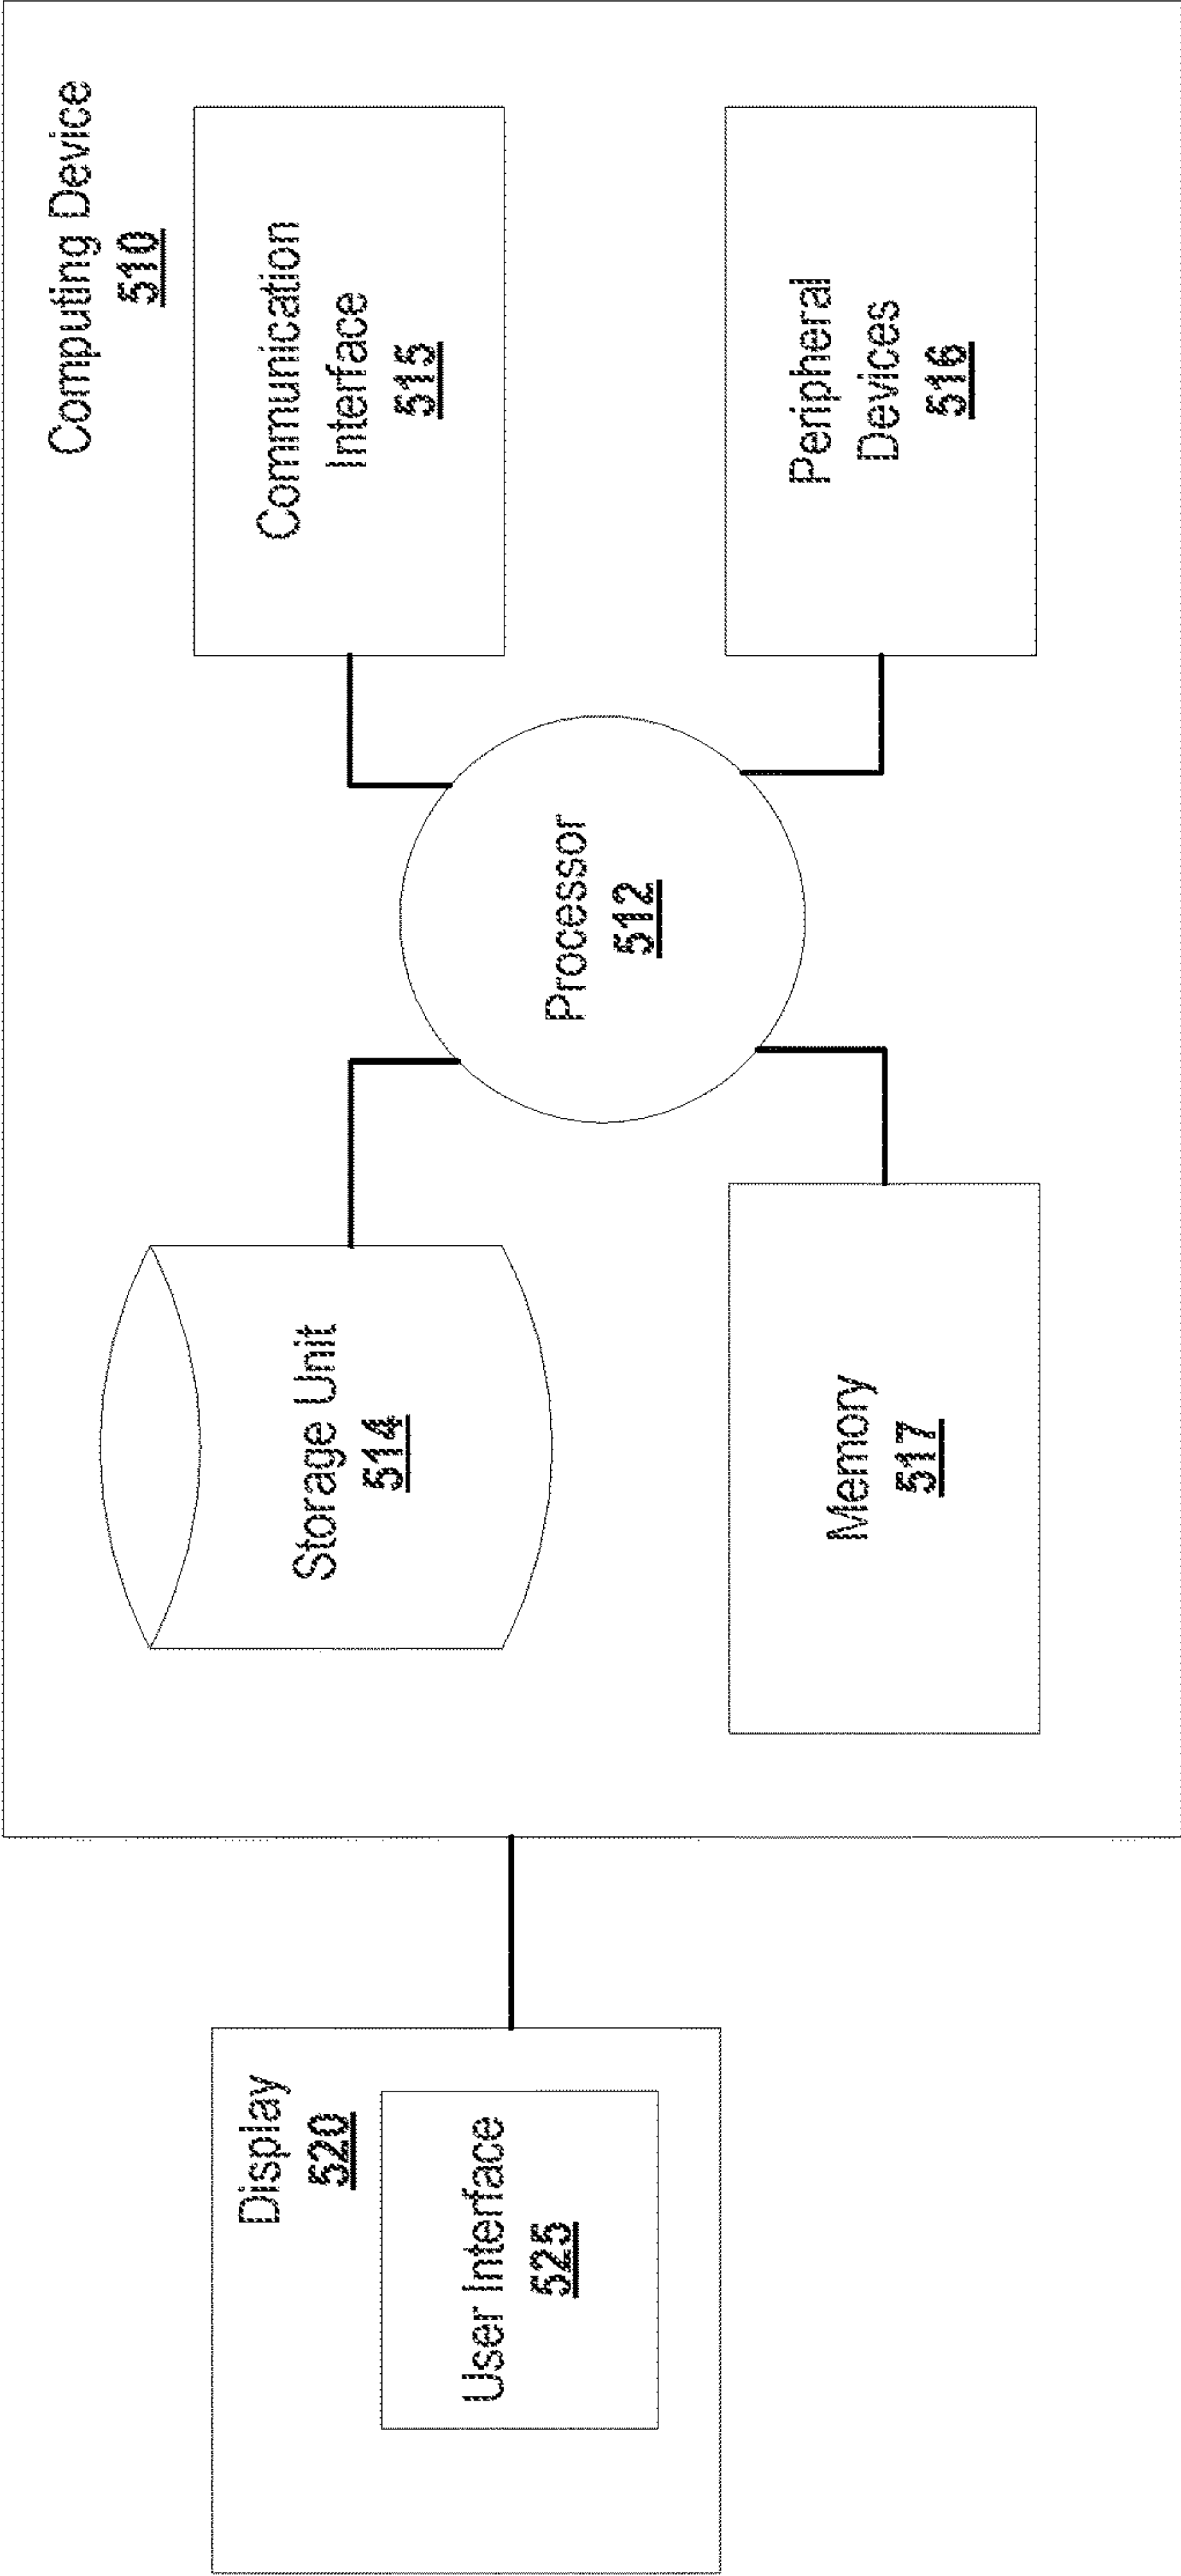 Display
520
User Interface
525
Computing Device
510
Storage Unit
514
Communication
Interface
515
Processor
512
Memory
517
Peripheral
Devices
516